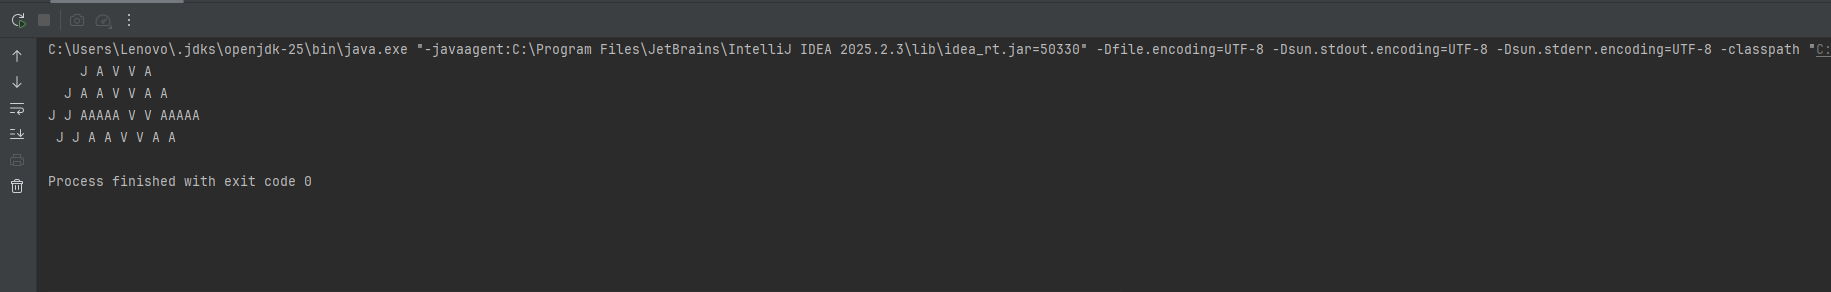 C:\Users\Lenovo\.jdks\openjdk-25\bin\java.exe "-javaagent:C:\Program Files\JetBrains\IntelliJ IDEA 2025.2.3\lib\idea_rt.jar=50330" -Dfile.encoding=UTF-8 -Dsun.stdout.encoding=UTF-8 -Dsun.stderr.encoding=UTF-8 -classpath "C:
    J A V V A
  J A A V V A A
J J AAAAA V V AAAAA
 J J A A V V A A
Process finished with exit code 0